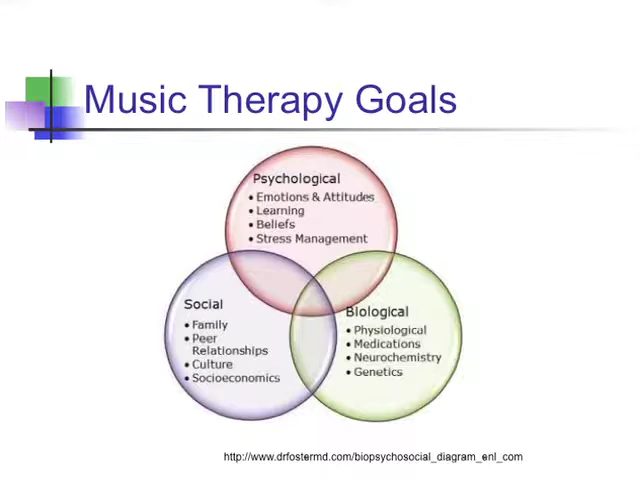 Music Therapy Goals
Psychological
• Emotions & Attitudes
• Learning
• Beliefs
• Stress Management
Social
• Family
• Peer
Relationships
• Culture
• Socioeconomics
Biological
• Physiological
• Medications
• Neurochemistry
• Genetics
http://www.drfostermd.com/biopsychosocial_diagram_enl_com